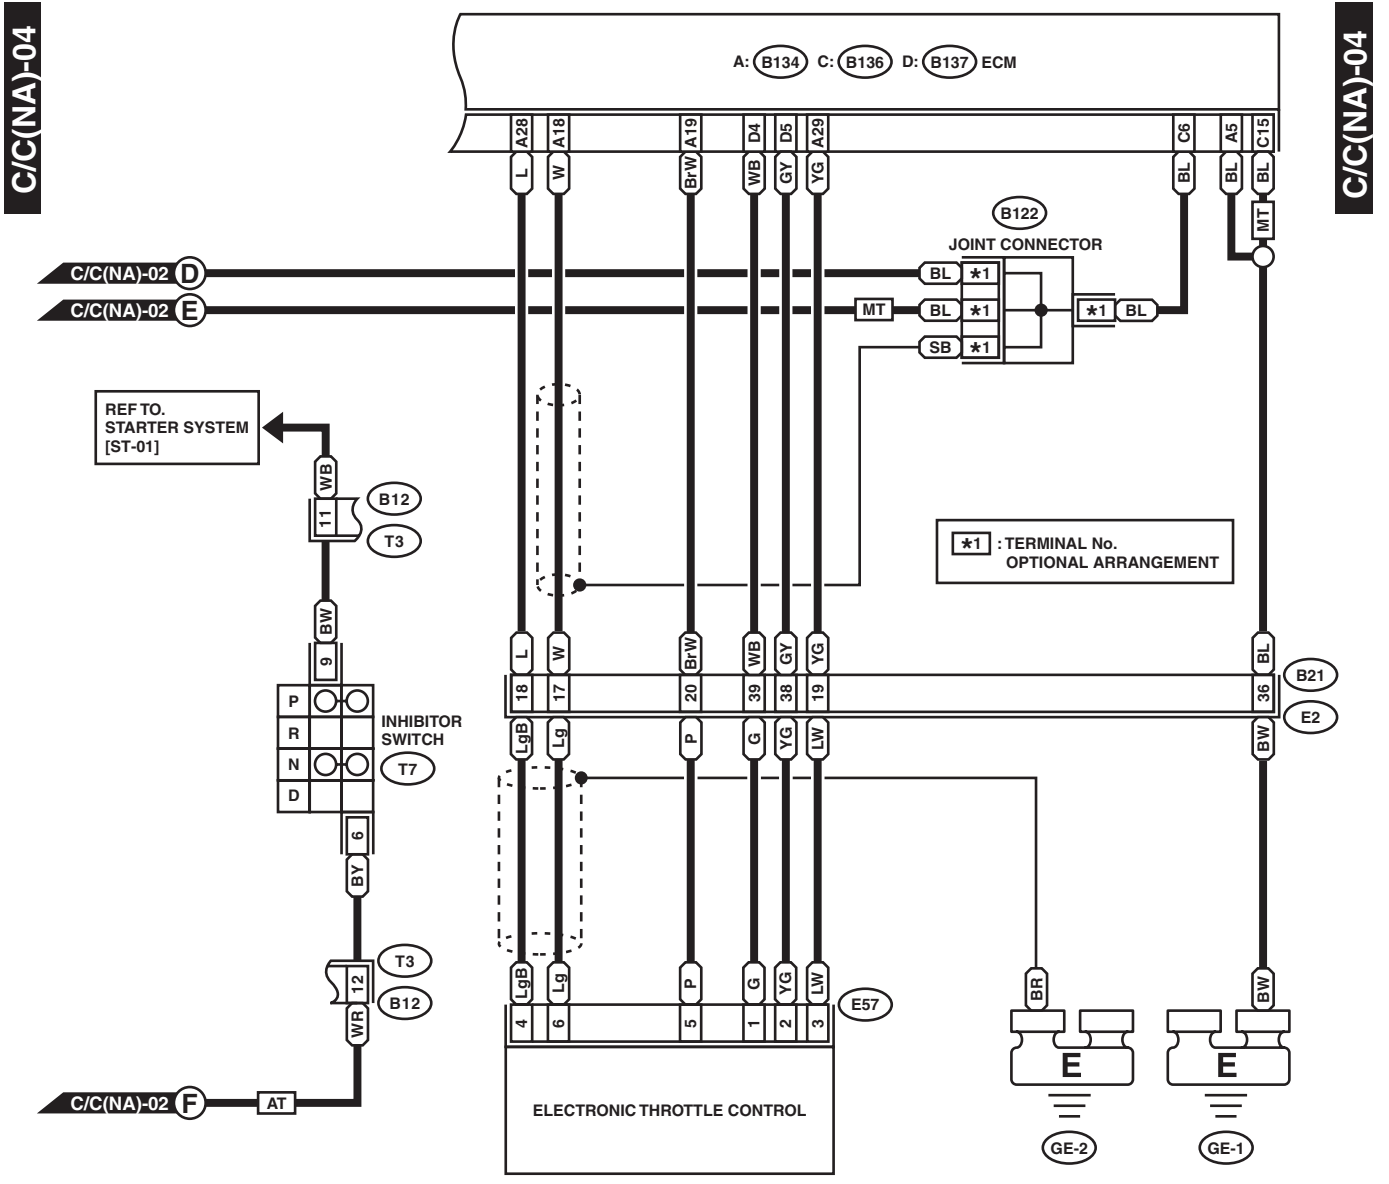 C/C(NA)-04
C/C(NA)-04
A: B134 C: B136 D: B137 ECM
A28 A18 A19 D4 D5 A29 C6 A5 C15
L W BrW WB GY YG BL BL BL
MT
B122
JOINT CONNECTOR
C/C(NA)-02 D BL *1
C/C(NA)-02 E MT BL *1 *1 BL
SB *1
REF TO.
STARTER SYSTEM
[ST-01]
WB
11
B12
T3
*1 : TERMINAL No.
OPTIONAL ARRANGEMENT
BW
9
L W BrW WB GY YG BL
18 17 20 39 38 19 36
B21
E2
LgB Lg P G YG LW BW
P
R
N
D
INHIBITOR
SWITCH
T7
6
BY
T3
12
B12
WR
LgB Lg P G YG LW BR BW
4 6 5 1 2 3
E57
E E
C/C(NA)-02 F AT
ELECTRONIC THROTTLE CONTROL
GE-2 GE-1